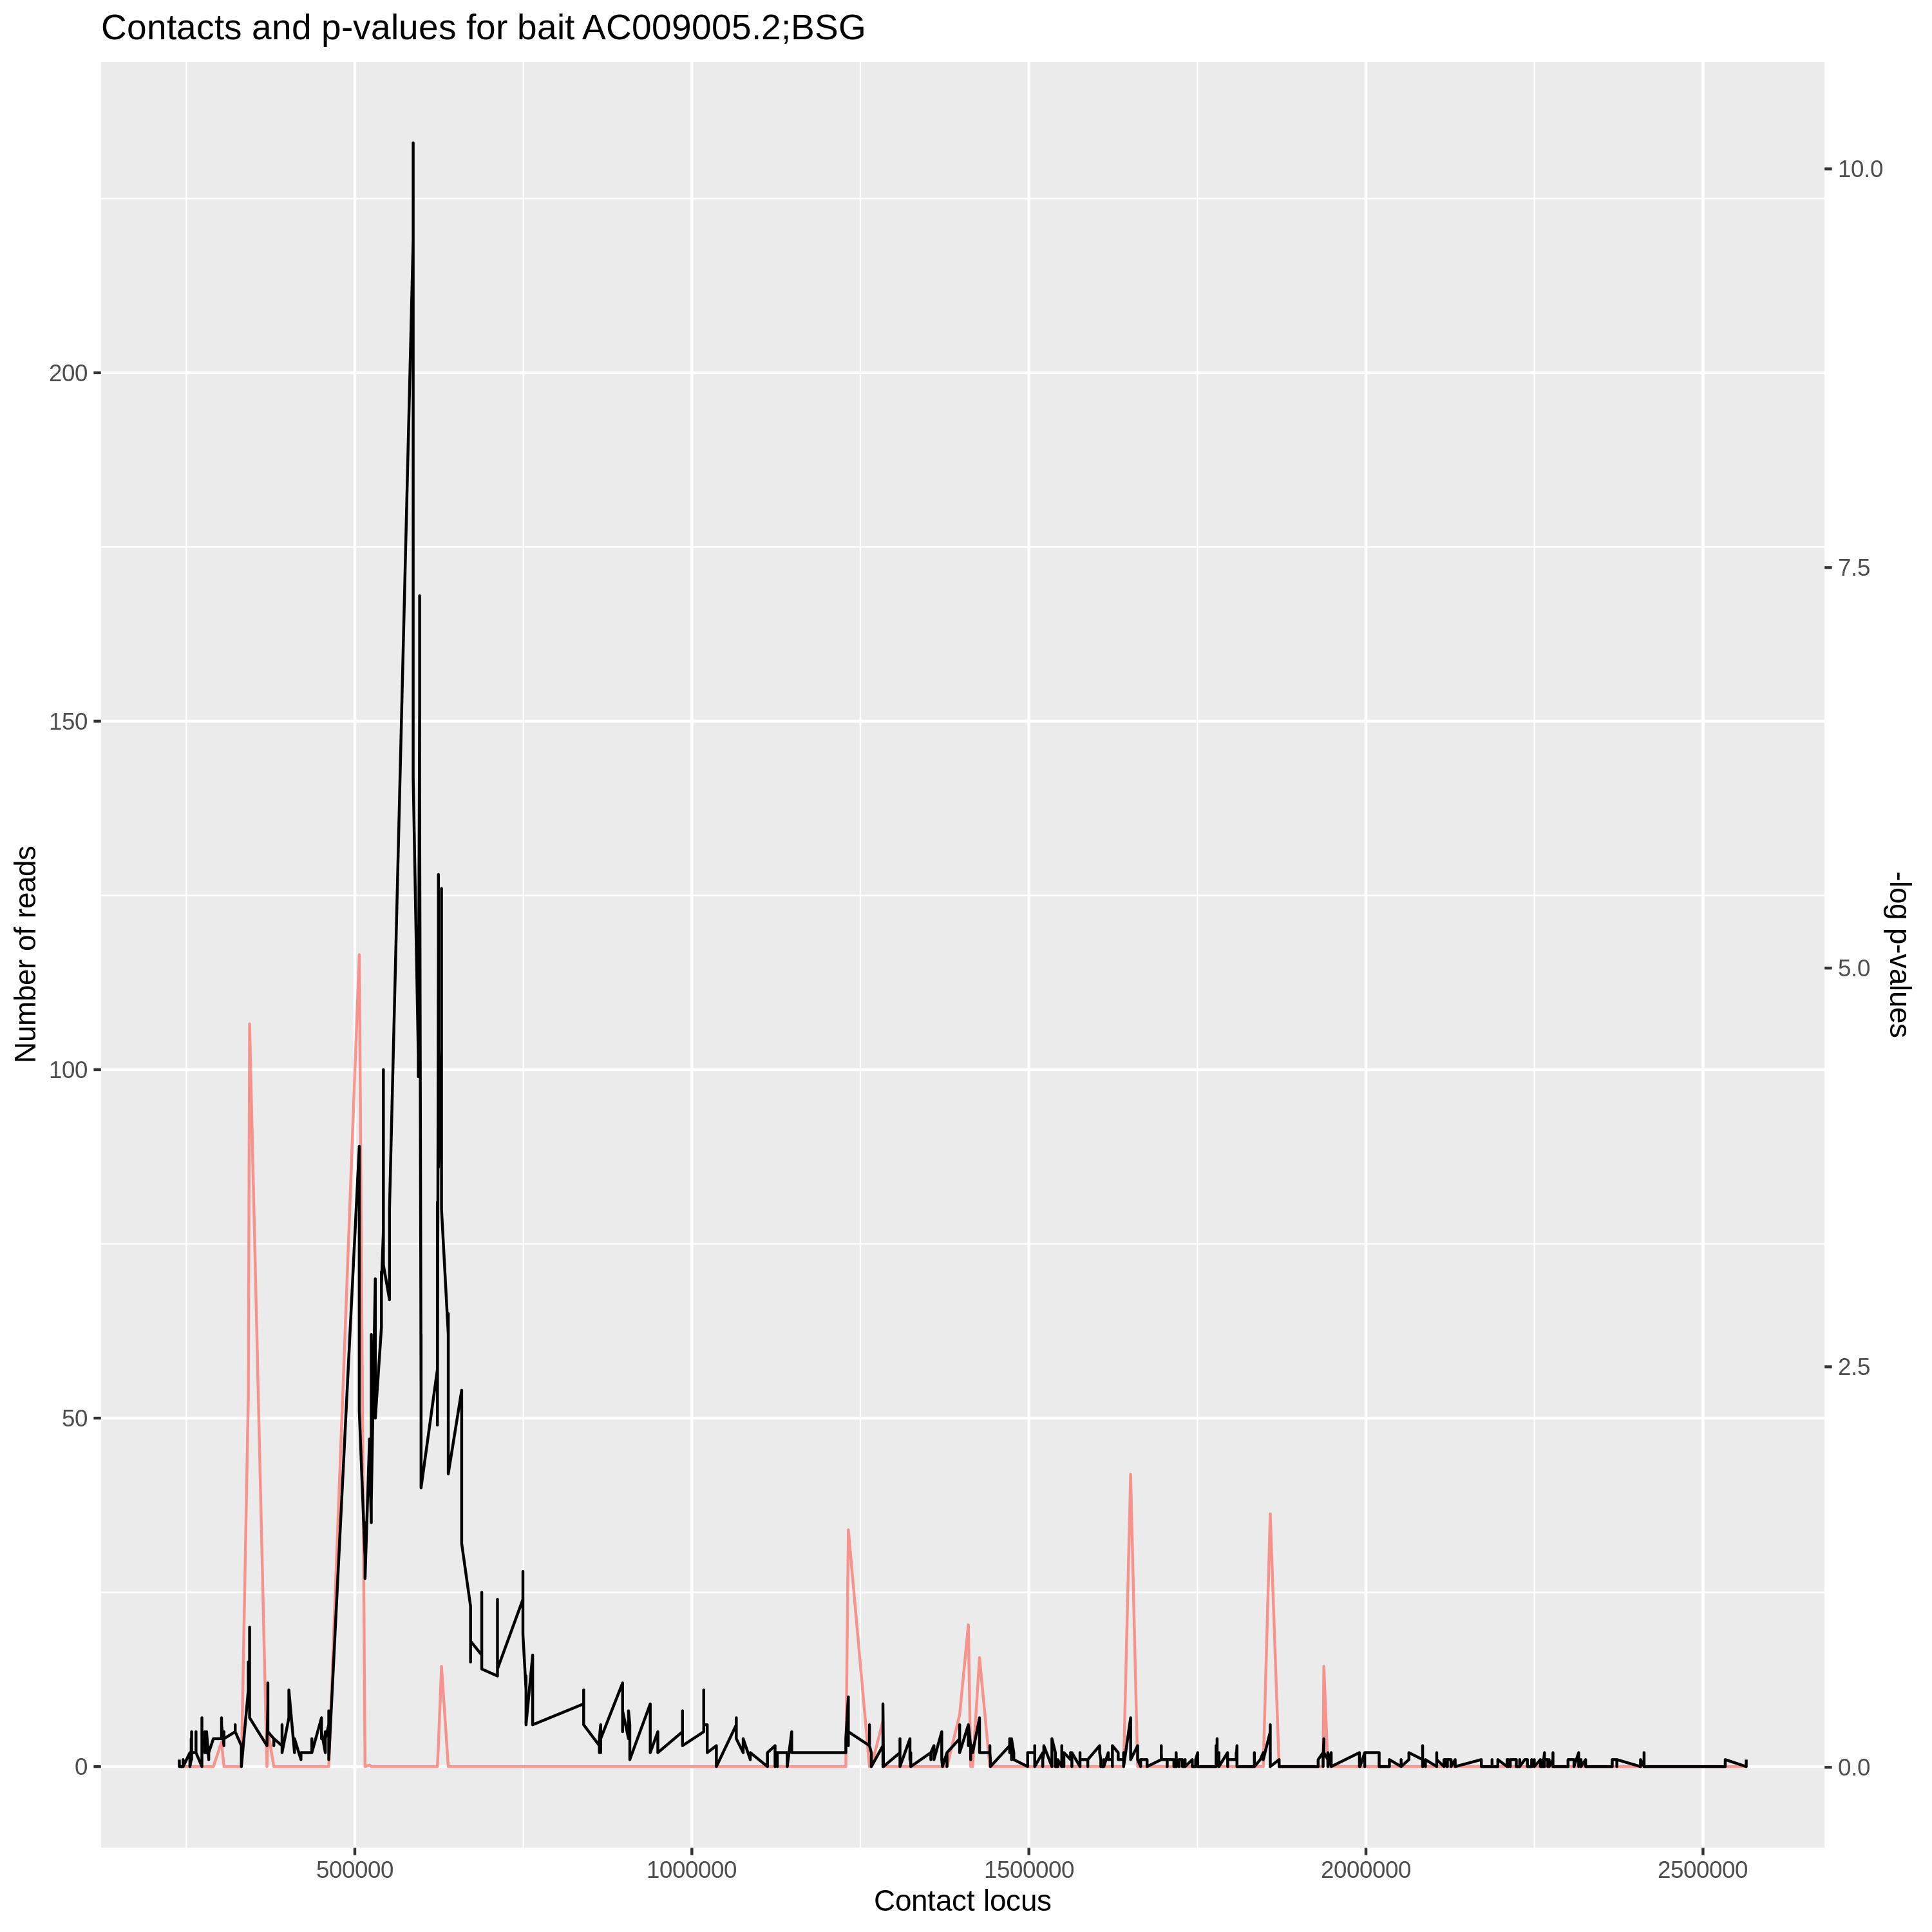 Contacts and p-values for bait AC009005.2;BSG
Number of reads
200
150
100
50
0
10.0
7.5
5.0
2.5
0.0
-log p-values
500000 1000000 1500000 2000000 2500000
Contact locus